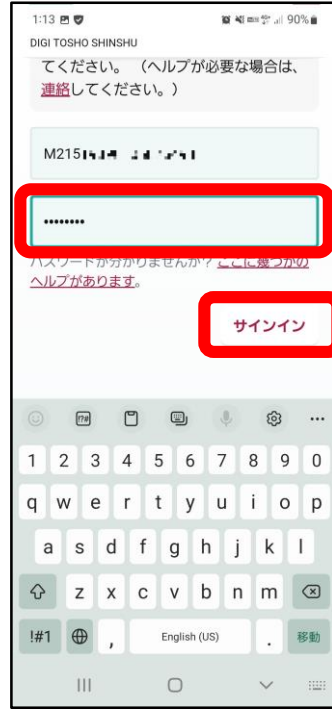 1:13 90%
DIGI TOSHO SHINSHU
てください。（ヘルプが必要な場合は、
連絡してください。）
M215
••••••••
パスワードが分かりませんか？ここに幾つかの
ヘルプがあります。
サインイン
!?#
1 2 3 4 5 6 7 8 9 0
q w e r t y u i o p
a s d f g h j k l
z x c v b n m
!#1 , English (US) . 移動